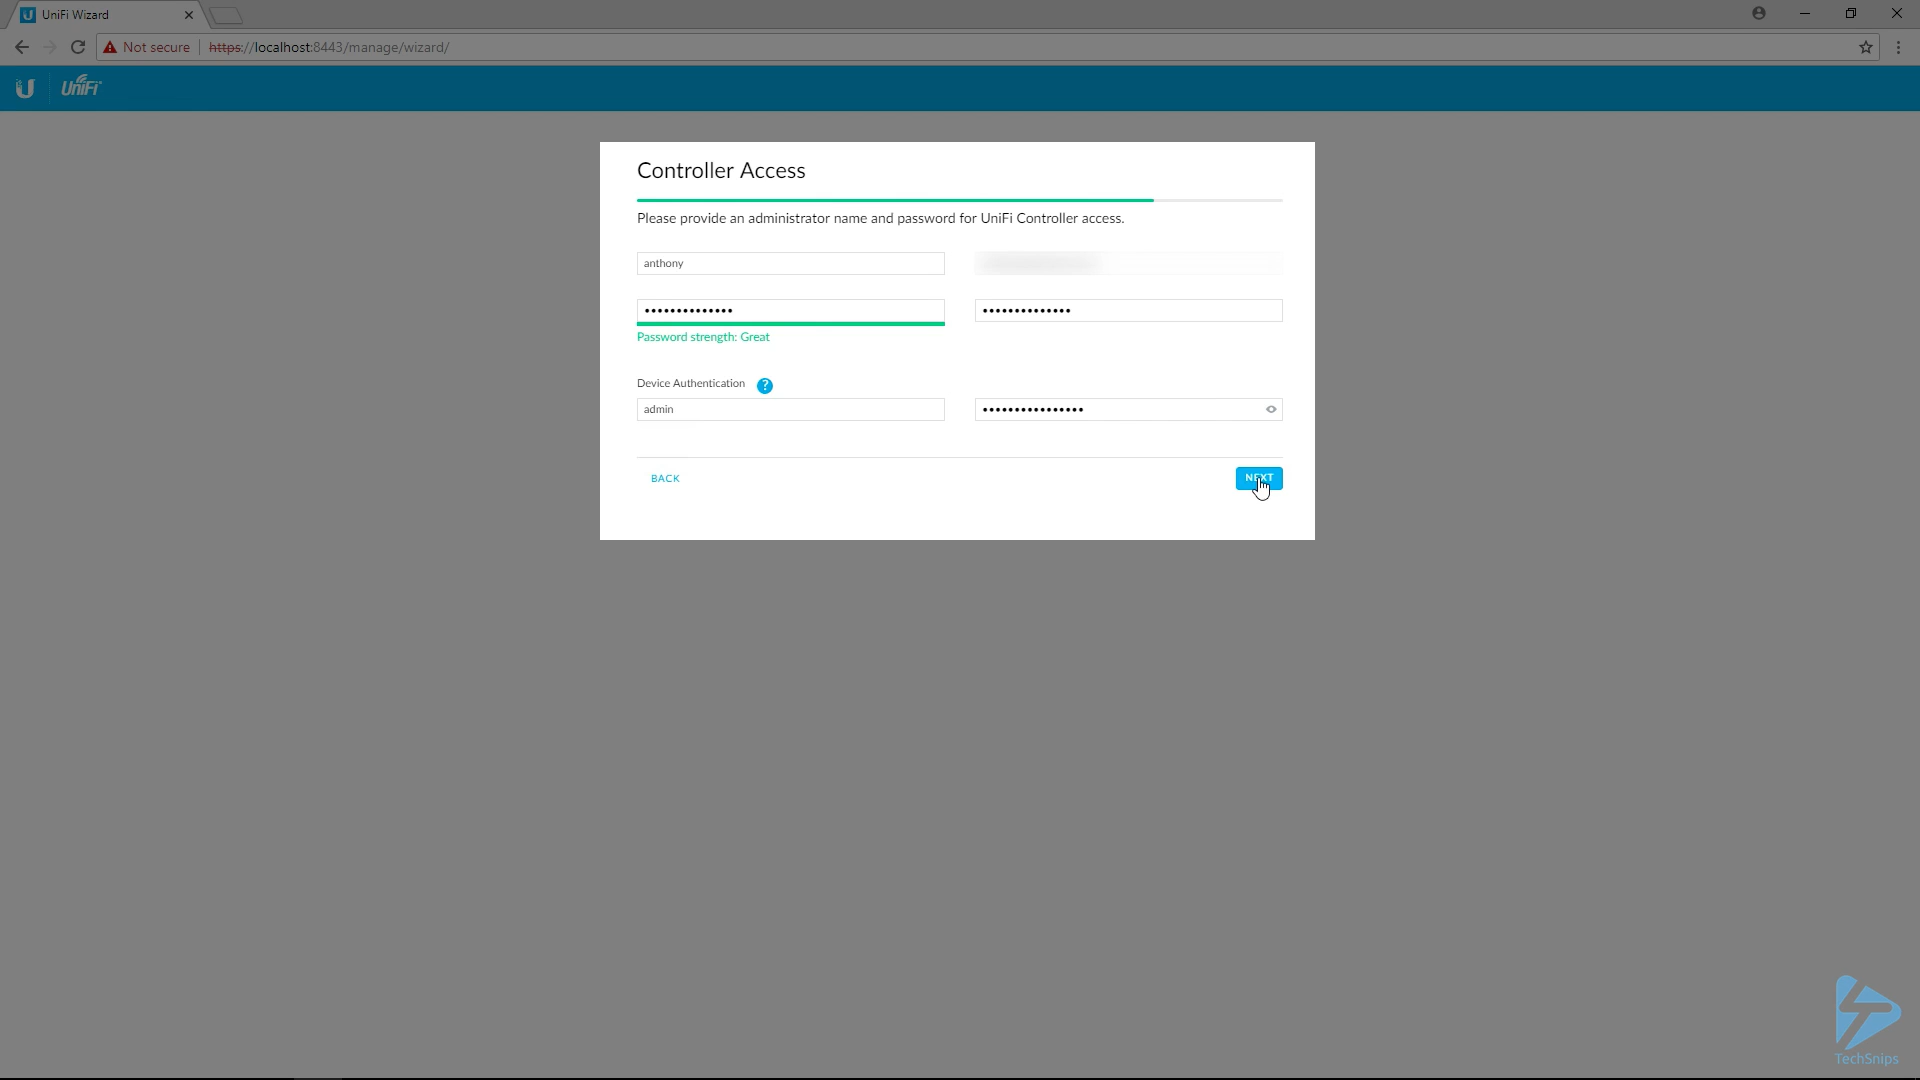 UniFi Wizard
Not secure https://localhost:8443/manage/wizard/
UniFi
Controller Access
Please provide an administrator name and password for UniFi Controller access.
anthony
••••••••••••••
••••••••••••••
Password strength: Great
Device Authentication ?
admin
••••••••••••••••
BACK
NEXT
TechSnips